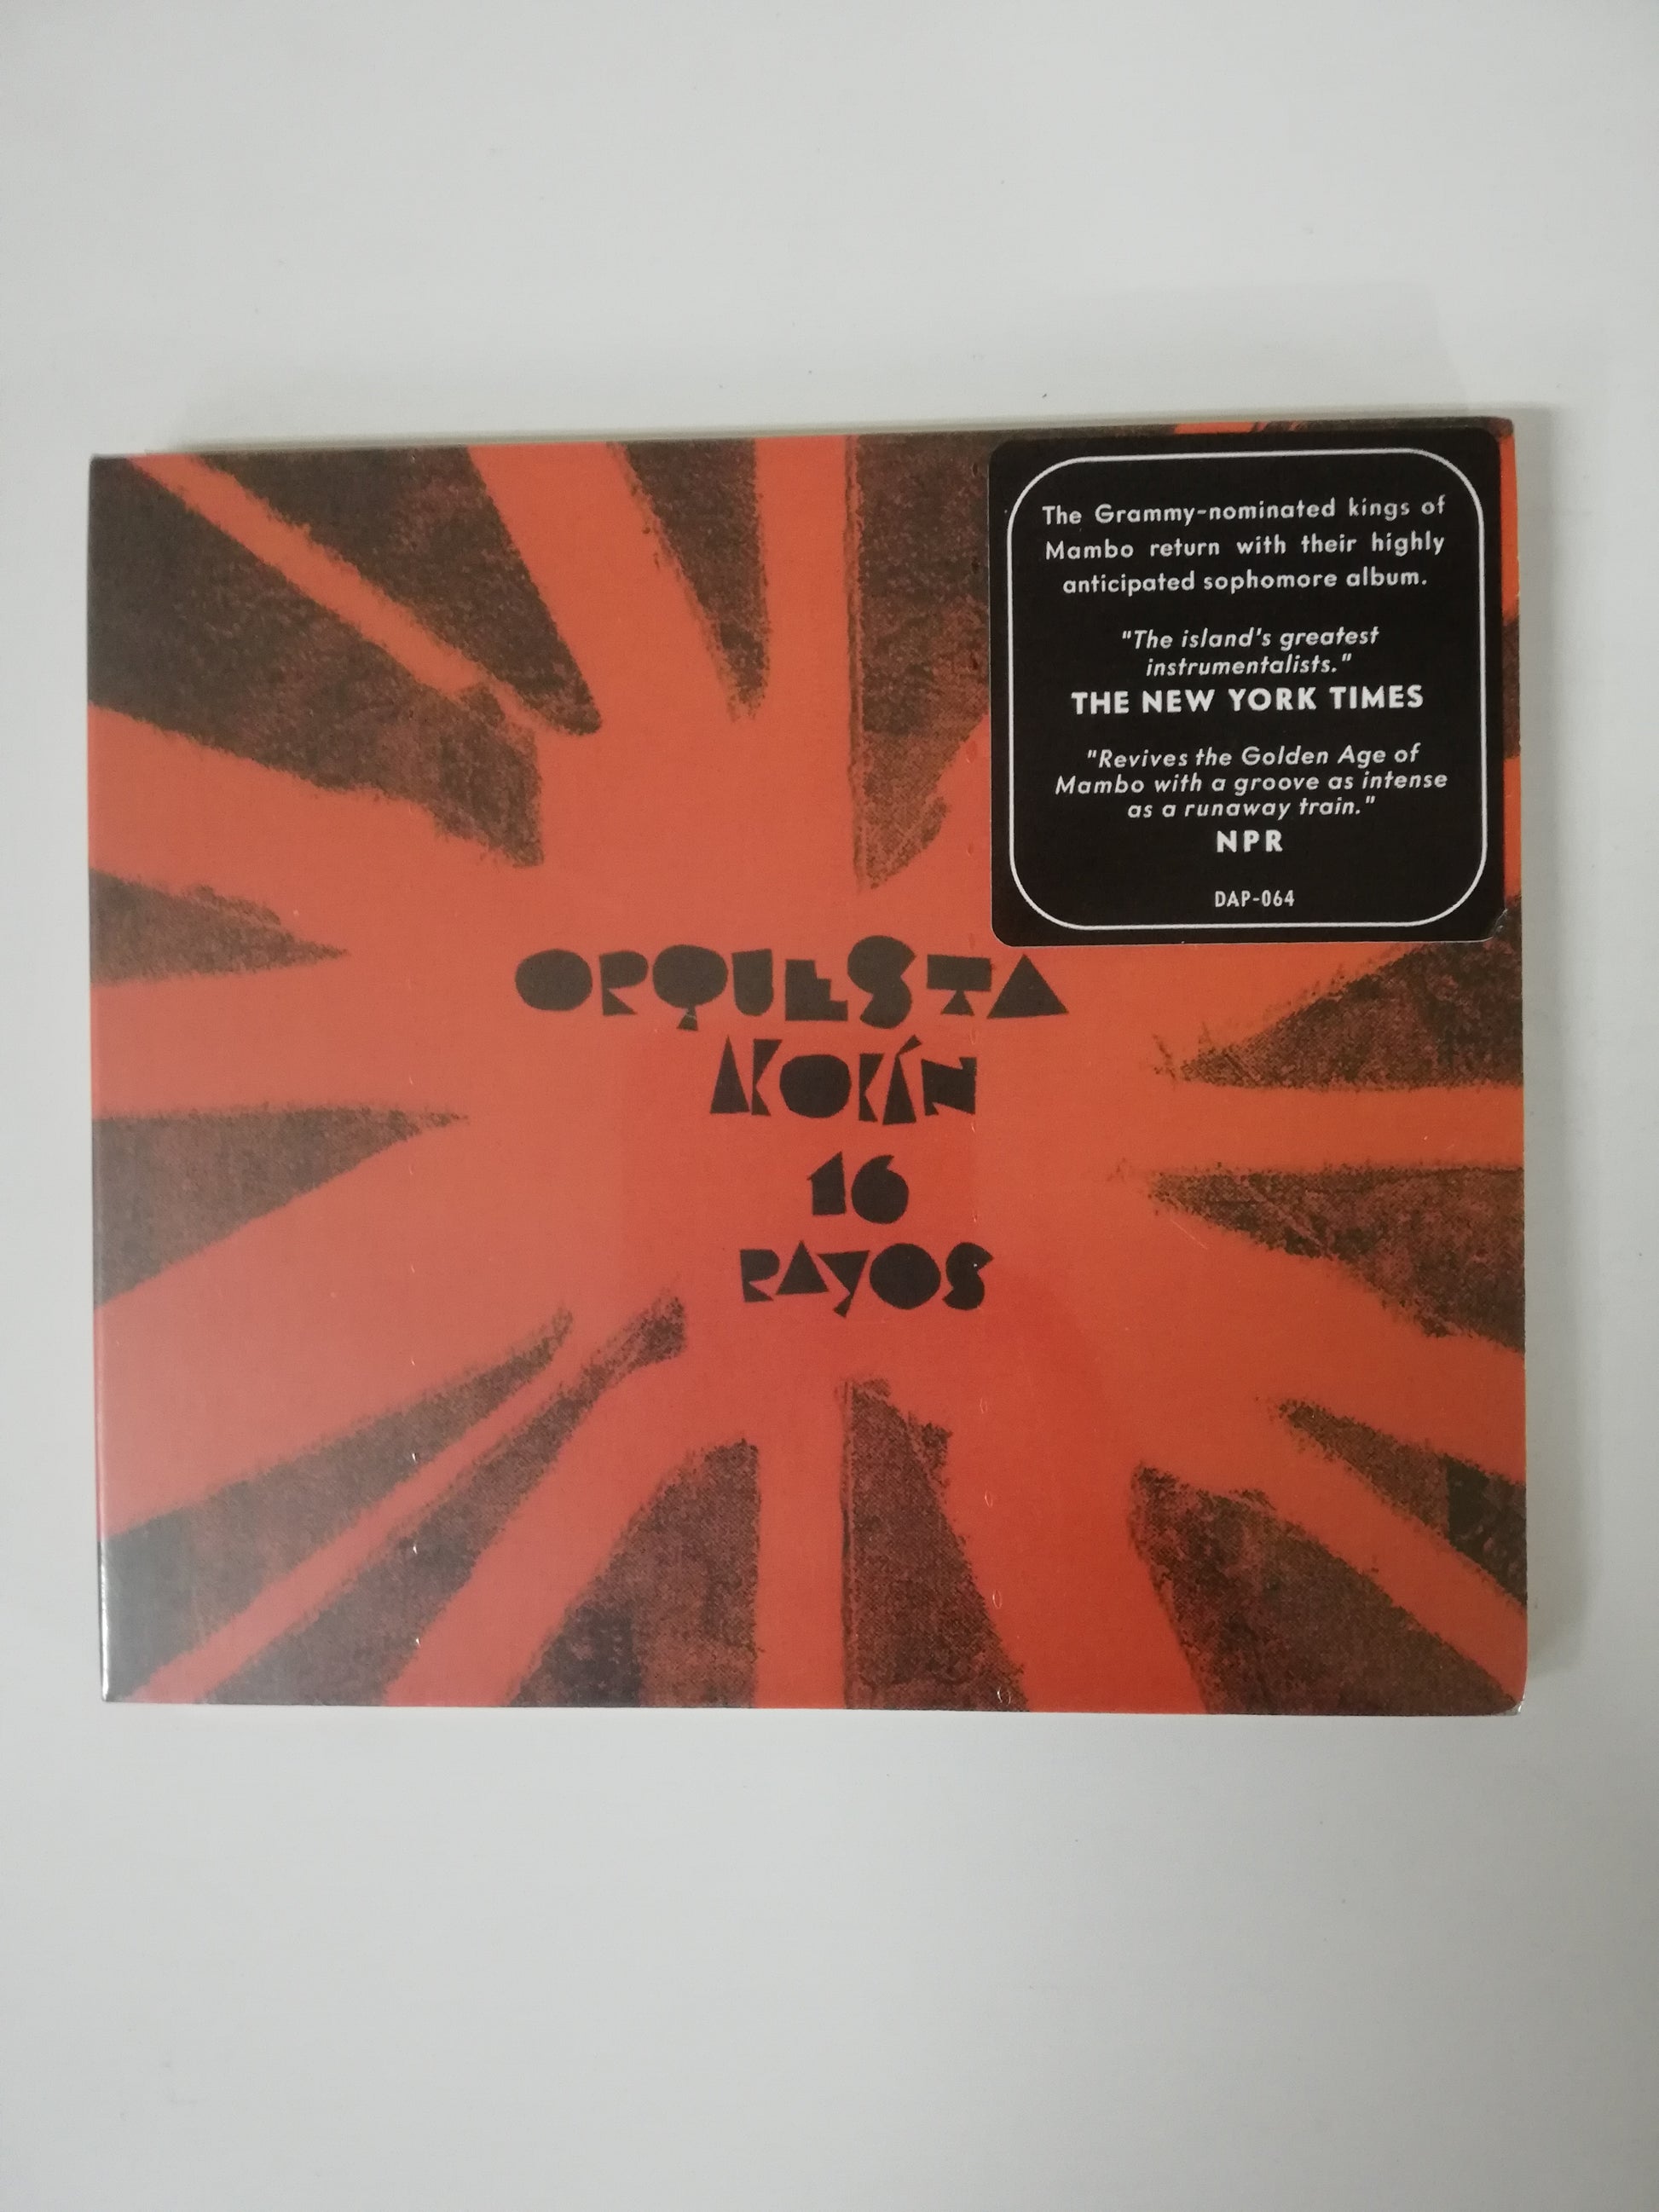 The Grammy-nominated kings of
Mambo return with their highly
anticipated sophomore album.
"The island's greatest
instrumentalists."
THE NEW YORK TIMES
"Revives the Golden Age of
Mambo with a groove as intense
as a runaway train."
NPR
DAP-064
ORQUESTA
AKOKÁN
16
RAYOS